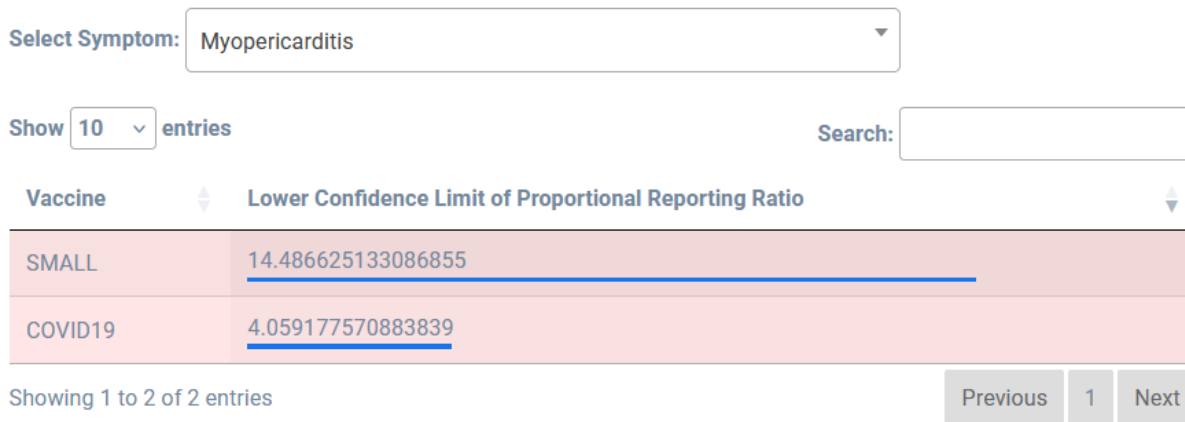 Select Symptom: Myopericarditis
Show 10 entries Search:
Vaccine Lower Confidence Limit of Proportional Reporting Ratio
SMALL 14.486625133086855
COVID19 4.059177570883839
Showing 1 to 2 of 2 entries Previous 1 Next